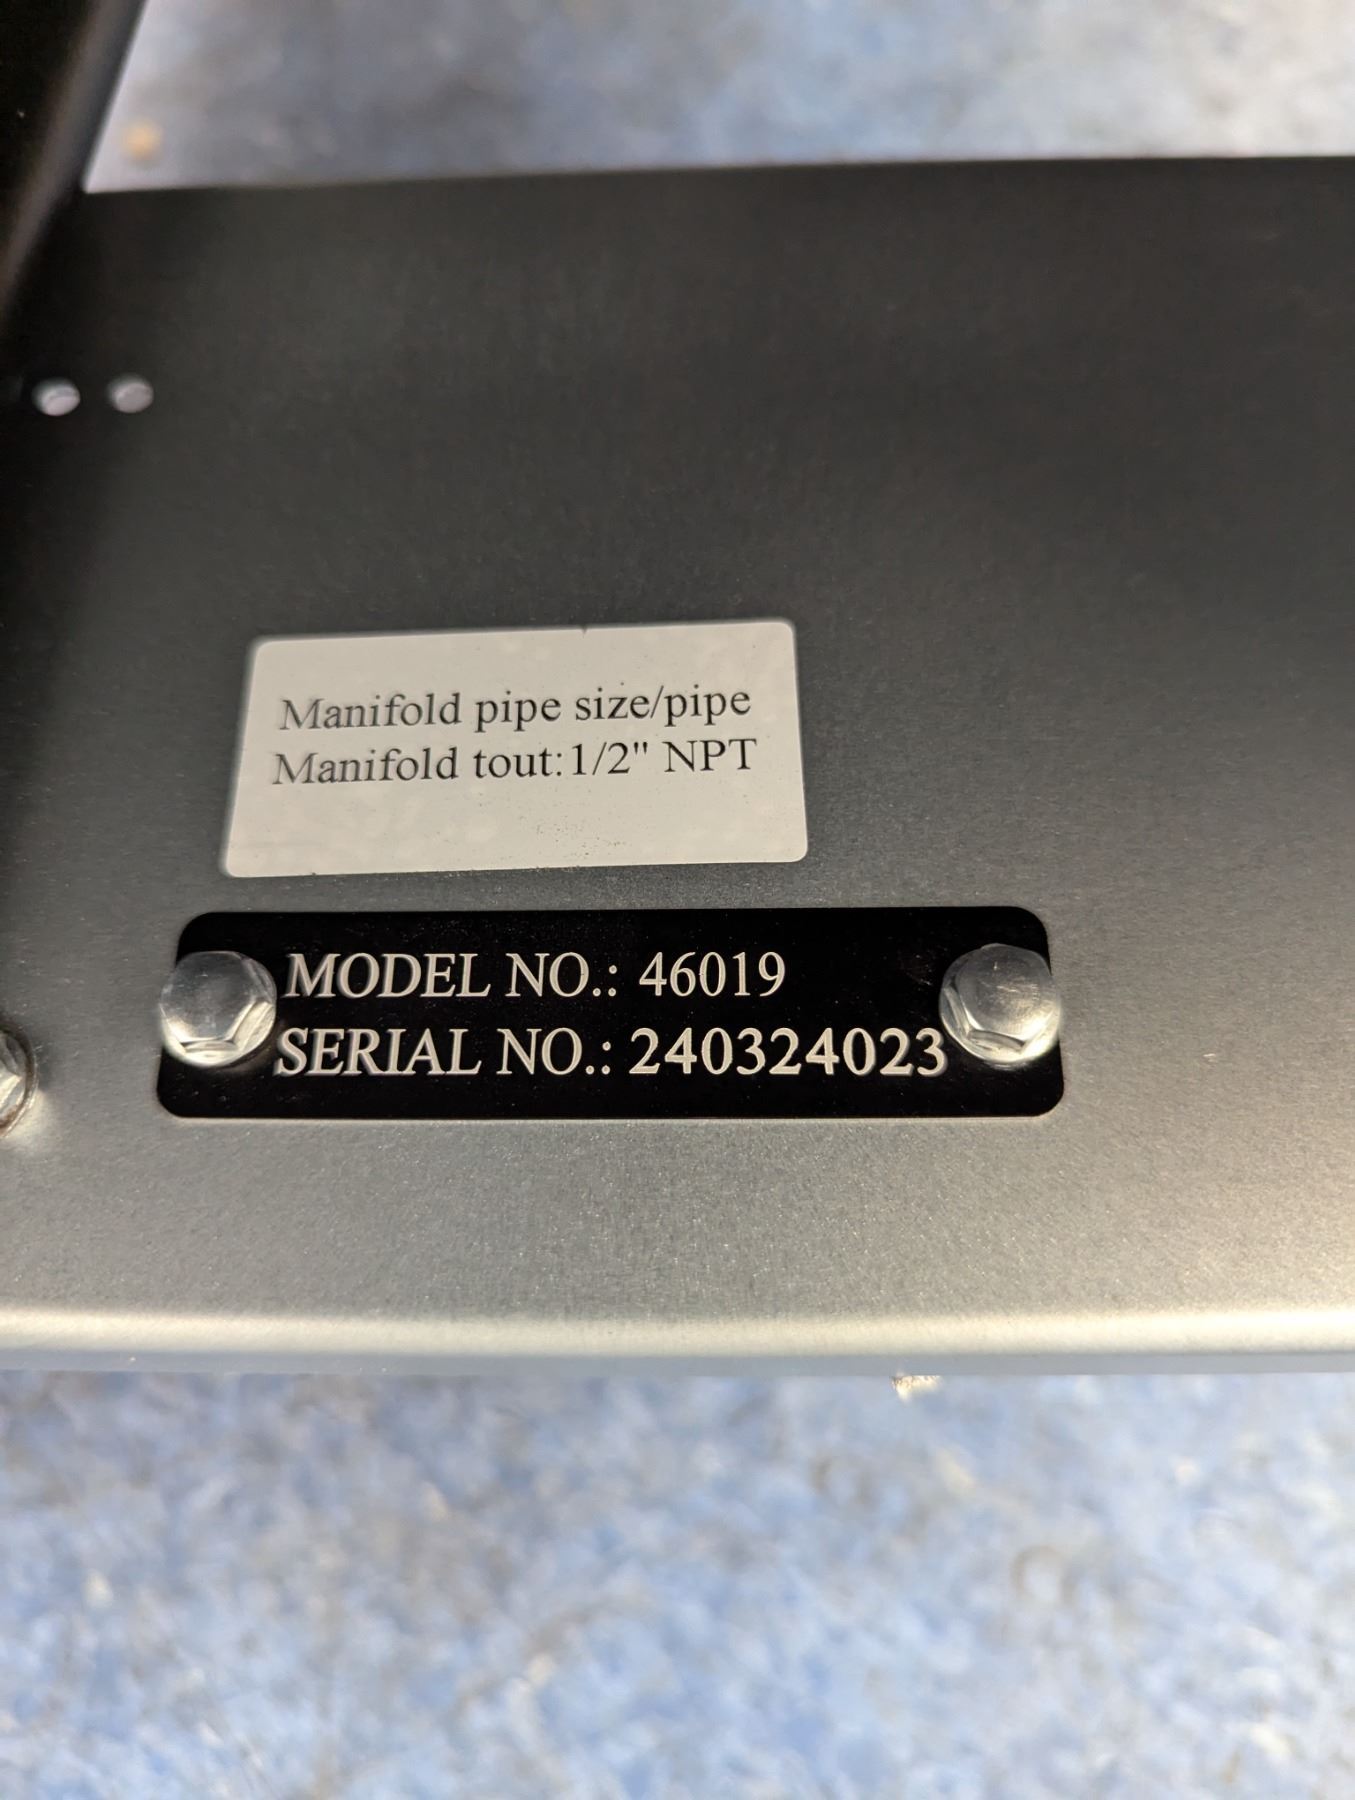 Manifold pipe size/pipe
Manifold tout:1/2" NPT
MODEL NO.: 46019
SERIAL NO.: 240324023